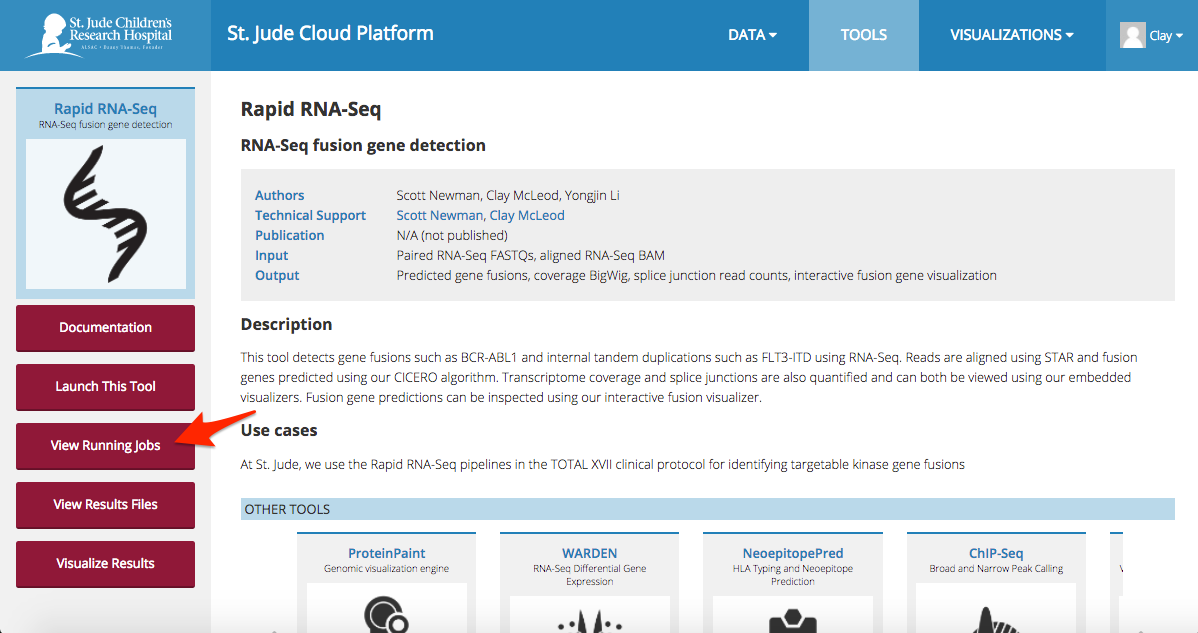 St. Jude Children's
Research Hospital
ALSAC • Danny Thomas, Founder
St. Jude Cloud Platform
DATA
TOOLS
VISUALIZATIONS
Clay
Rapid RNA-Seq
RNA-Seq fusion gene detection
Documentation
Launch This Tool
View Running Jobs
View Results Files
Visualize Results
Rapid RNA-Seq
RNA-Seq fusion gene detection
Authors Scott Newman, Clay McLeod, Yongjin Li
Technical Support Scott Newman, Clay McLeod
Publication N/A (not published)
Input Paired RNA-Seq FASTQs, aligned RNA-Seq BAM
Output Predicted gene fusions, coverage BigWig, splice junction read counts, interactive fusion gene visualization
Description
This tool detects gene fusions such as BCR-ABL1 and internal tandem duplications such as FLT3-ITD using RNA-Seq. Reads are aligned using STAR and fusion
genes predicted using our CICERO algorithm. Transcriptome coverage and splice junctions are also quantified and can both be viewed using our embedded
visualizers. Fusion gene predictions can be inspected using our interactive fusion visualizer.
Use cases
At St. Jude, we use the Rapid RNA-Seq pipelines in the TOTAL XVII clinical protocol for identifying targetable kinase gene fusions
OTHER TOOLS
ProteinPaint
Genomic visualization engine
WARDEN
RNA-Seq Differential Gene
Expression
NeoepitopePred
HLA Typing and Neoepitope
Prediction
ChIP-Seq
Broad and Narrow Peak Calling